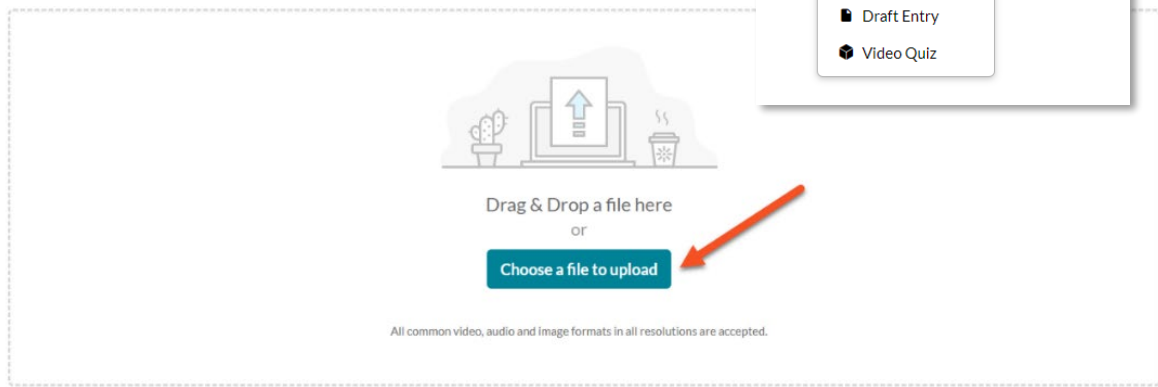 Draft Entry
Video Quiz
Drag & Drop a file here
or
Choose a file to upload
All common video, audio and image formats in all resolutions are accepted.